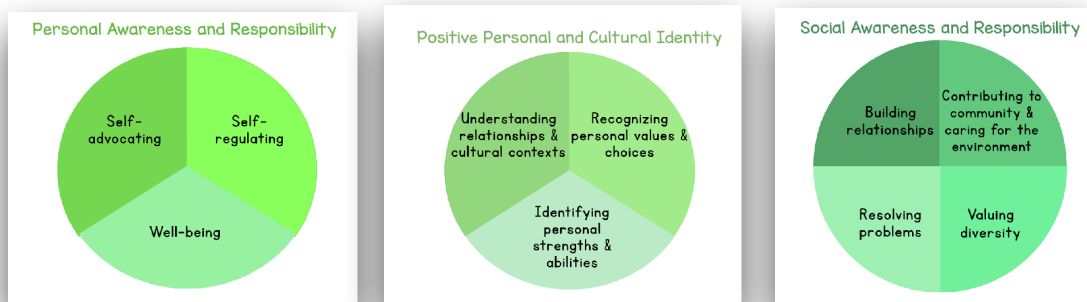 Personal Awareness and Responsibility
Self-
advocating
Self-
regulating
Well-being
Positive Personal and Cultural Identity
Understanding
relationships &
cultural contexts
Recognizing
personal values &
choices
Identifying
personal
strengths &
abilities
Social Awareness and Responsibility
Building
relationships
Contributing to
community &
caring for the
environment
Resolving
problems
Valuing
diversity